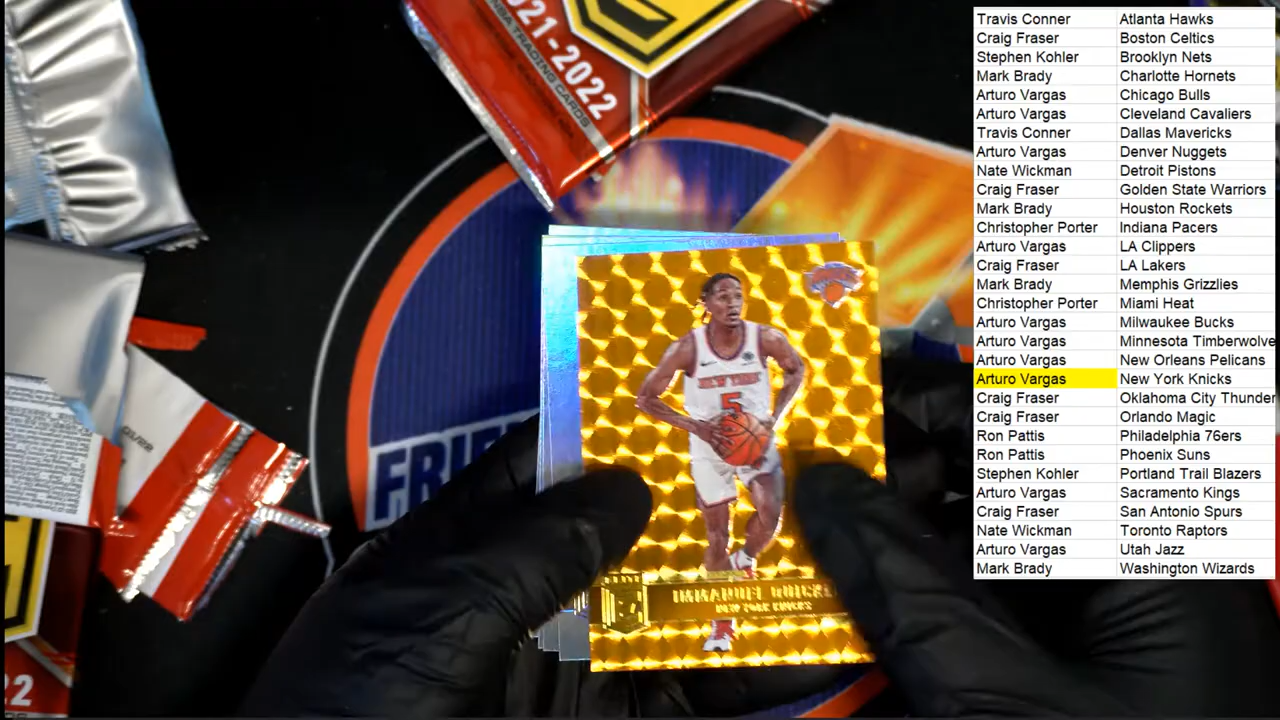 2021-2022
NBA TRADING CARDS
FRIE
NEW YORK
5
IMMANUEL QUICKL
NEW YORK KNICKS
22
Travis Conner Atlanta Hawks
Craig Fraser Boston Celtics
Stephen Kohler Brooklyn Nets
Mark Brady Charlotte Hornets
Arturo Vargas Chicago Bulls
Arturo Vargas Cleveland Cavaliers
Travis Conner Dallas Mavericks
Arturo Vargas Denver Nuggets
Nate Wickman Detroit Pistons
Craig Fraser Golden State Warriors
Mark Brady Houston Rockets
Christopher Porter Indiana Pacers
Arturo Vargas LA Clippers
Craig Fraser LA Lakers
Mark Brady Memphis Grizzlies
Christopher Porter Miami Heat
Arturo Vargas Milwaukee Bucks
Arturo Vargas Minnesota Timberwolve
Arturo Vargas New Orleans Pelicans
Arturo Vargas New York Knicks
Craig Fraser Oklahoma City Thunder
Craig Fraser Orlando Magic
Ron Pattis Philadelphia 76ers
Ron Pattis Phoenix Suns
Stephen Kohler Portland Trail Blazers
Arturo Vargas Sacramento Kings
Craig Fraser San Antonio Spurs
Nate Wickman Toronto Raptors
Arturo Vargas Utah Jazz
Mark Brady Washington Wizards